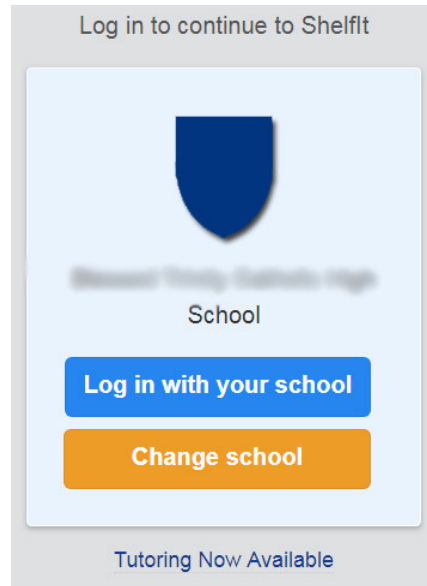 Log in to continue to ShelfIt
School
Log in with your school
Change school
Tutoring Now Available